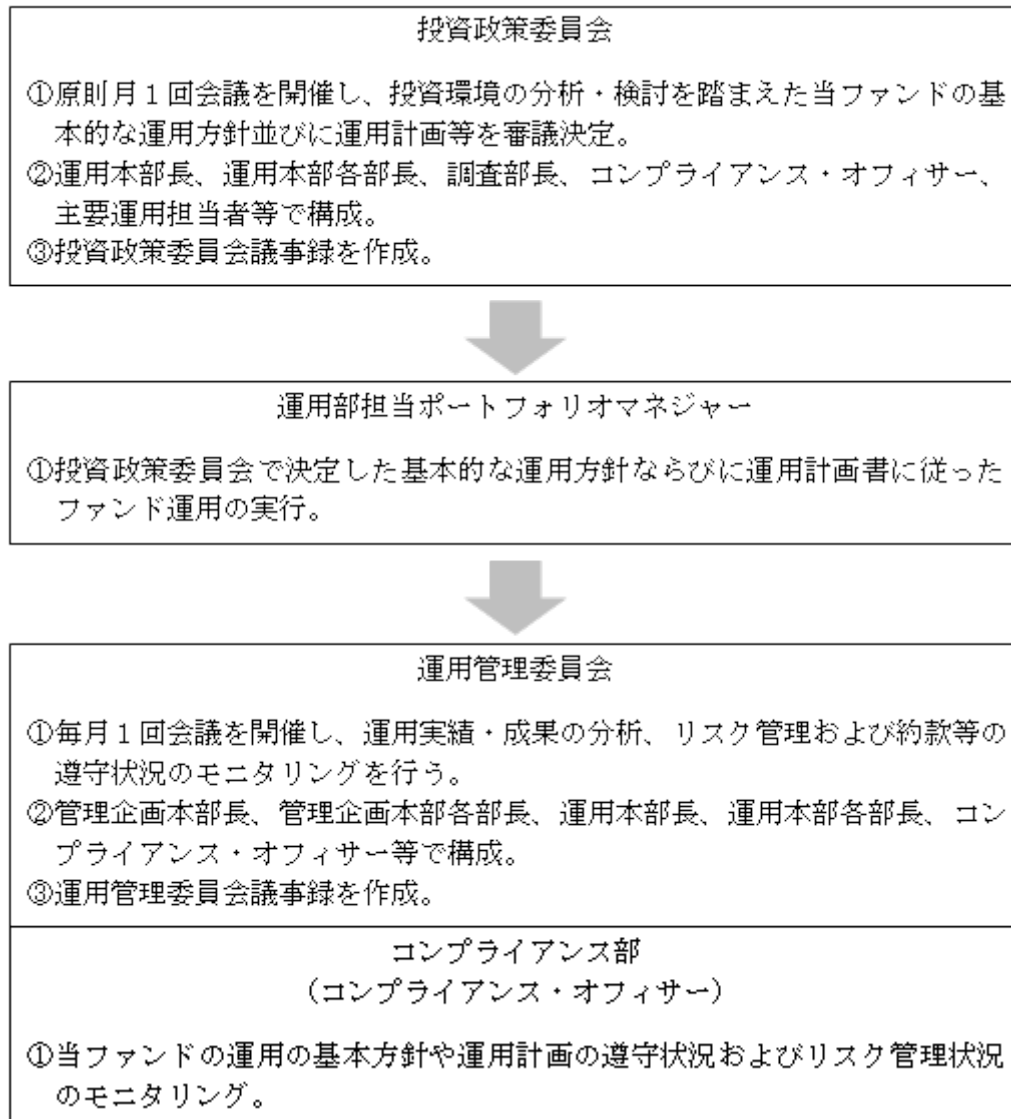 投資政策委員会
①原則月１回会議を開催し、投資環境の分析・検討を踏まえた当ファンドの基
本的な運用方針並びに運用計画等を審議決定。
②運用本部長、運用本部各部長、調査部長、コンプライアンス・オフィサー、
主要運用担当者等で構成。
③投資政策委員会議事録を作成。
運用部担当ポートフォリオマネジャー
①投資政策委員会で決定した基本的な運用方針ならびに運用計画書に従った
ファンド運用の実行。
運用管理委員会
①毎月１回会議を開催し、運用実績・成果の分析、リスク管理および約款等の
遵守状況のモニタリングを行う。
②管理企画本部長、管理企画本部各部長、運用本部長、運用本部各部長、コン
プライアンス・オフィサー等で構成。
③運用管理委員会議事録を作成。
コンプライアンス部
（コンプライアンス・オフィサー）
①当ファンドの運用の基本方針や運用計画の遵守状況およびリスク管理状況
のモニタリング。